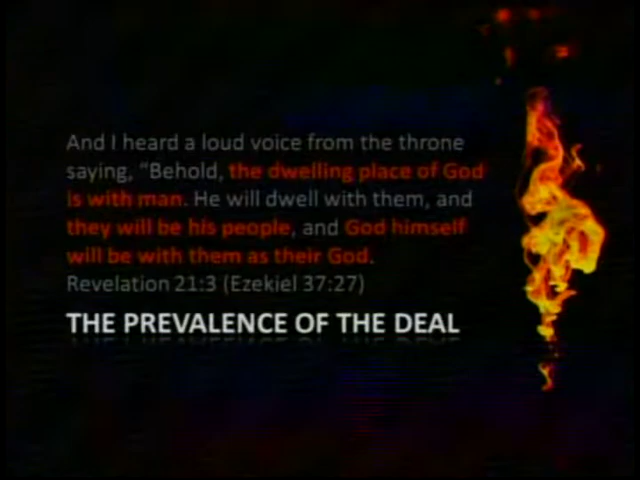 And I heard a loud voice from the throne
saying, “Behold, the dwelling place of God
is with man. He will dwell with them, and
they will be his people, and God himself
will be with them as their God.
Revelation 21:3 (Ezekiel 37:27)
THE PREVALENCE OF THE DEAL